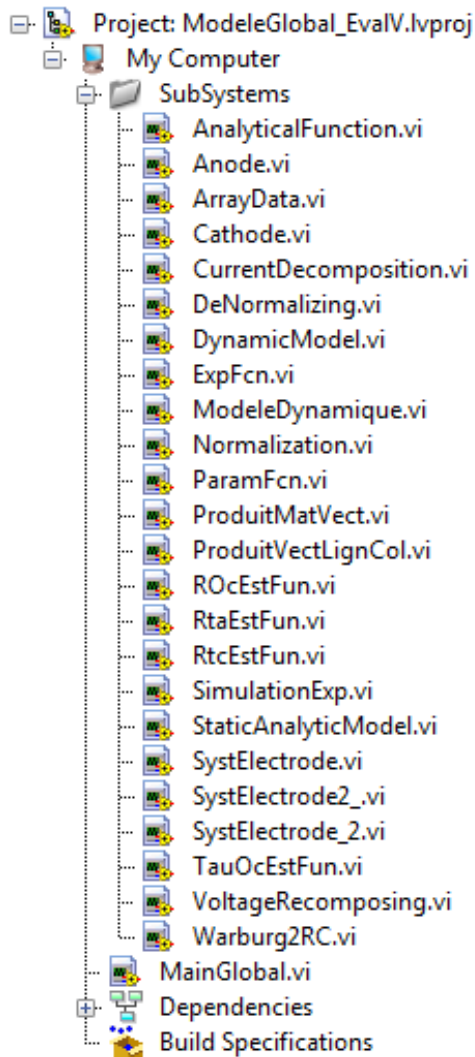 Project: ModeleGlobal_EvalV.lvproj
My Computer
SubSystems
AnalyticalFunction.vi
Anode.vi
ArrayData.vi
Cathode.vi
CurrentDecomposition.vi
DeNormalizing.vi
DynamicModel.vi
ExpFcn.vi
ModeleDynamique.vi
Normalization.vi
ParamFcn.vi
ProduitMatVect.vi
ProduitVectLignCol.vi
ROcEstFun.vi
RtaEstFun.vi
RtcEstFun.vi
SimulationExp.vi
StaticAnalyticModel.vi
SystElectrode.vi
SystElectrode2_.vi
SystElectrode_2.vi
TauOcEstFun.vi
VoltageRecomposing.vi
Warburg2RC.vi
MainGlobal.vi
Dependencies
Build Specifications